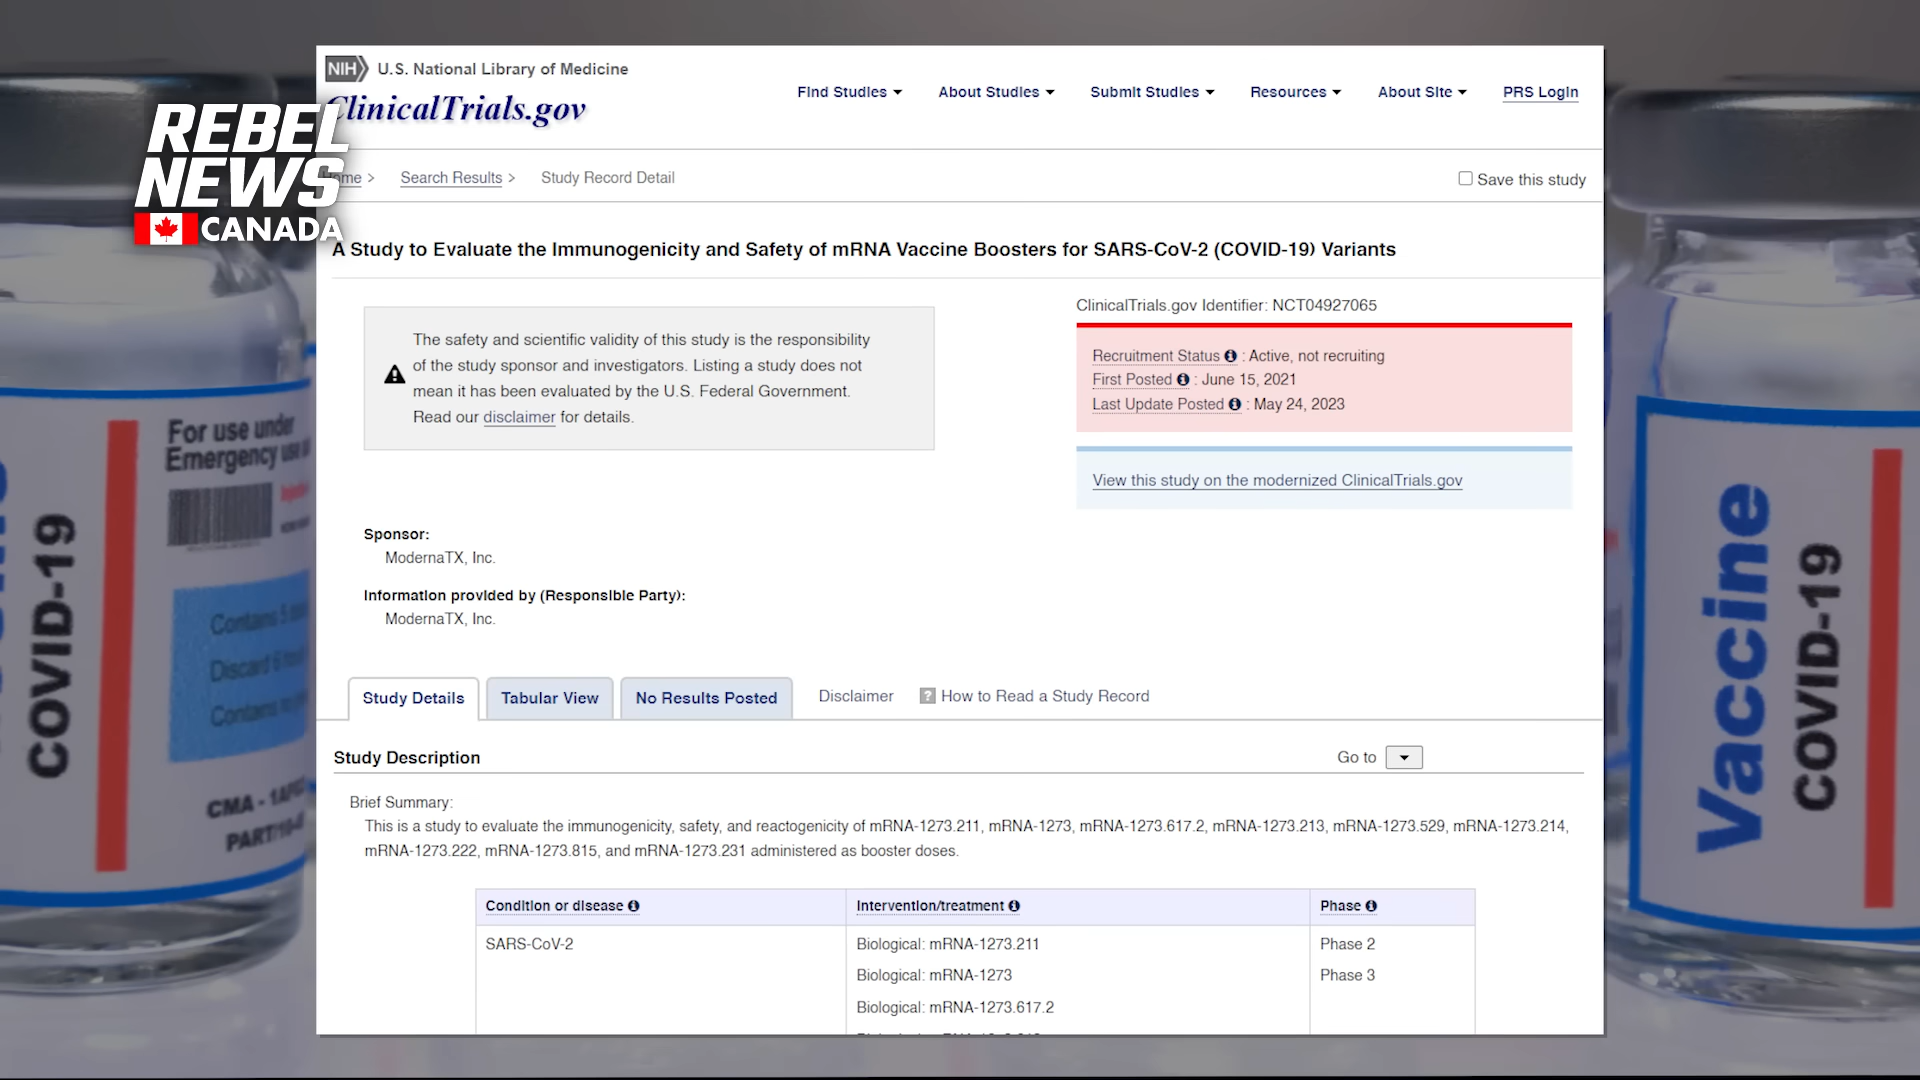 NIH U.S. National Library of Medicine
ClinicalTrials.gov
Find Studies
About Studies
Submit Studies
Resources
About Site
PRS Login
REBEL
NEWS
CANADA
Home >
Search Results >
Study Record Detail
Save this study
A Study to Evaluate the Immunogenicity and Safety of mRNA Vaccine Boosters for SARS-CoV-2 (COVID-19) Variants
The safety and scientific validity of this study is the responsibility
of the study sponsor and investigators. Listing a study does not
mean it has been evaluated by the U.S. Federal Government.
Read our disclaimer for details.
ClinicalTrials.gov Identifier: NCT04927065
Recruitment Status : Active, not recruiting
First Posted : June 15, 2021
Last Update Posted : May 24, 2023
View this study on the modernized ClinicalTrials.gov
Sponsor:
ModernaTX, Inc.
Information provided by (Responsible Party):
ModernaTX, Inc.
Study Details
Tabular View
No Results Posted
Disclaimer
? How to Read a Study Record
Study Description
Go to
Brief Summary:
This is a study to evaluate the immunogenicity, safety, and reactogenicity of mRNA-1273.211, mRNA-1273, mRNA-1273.617.2, mRNA-1273.213, mRNA-1273.529, mRNA-1273.214,
mRNA-1273.222, mRNA-1273.815, and mRNA-1273.231 administered as booster doses.
Condition or disease
Intervention/treatment
Phase
SARS-CoV-2
Biological: mRNA-1273.211
Phase 2
Biological: mRNA-1273
Phase 3
Biological: mRNA-1273.617.2
COVID-19
For use under
Emergency use
Contains
Discard
Contains
CMA -
Vaccine
COVID-19